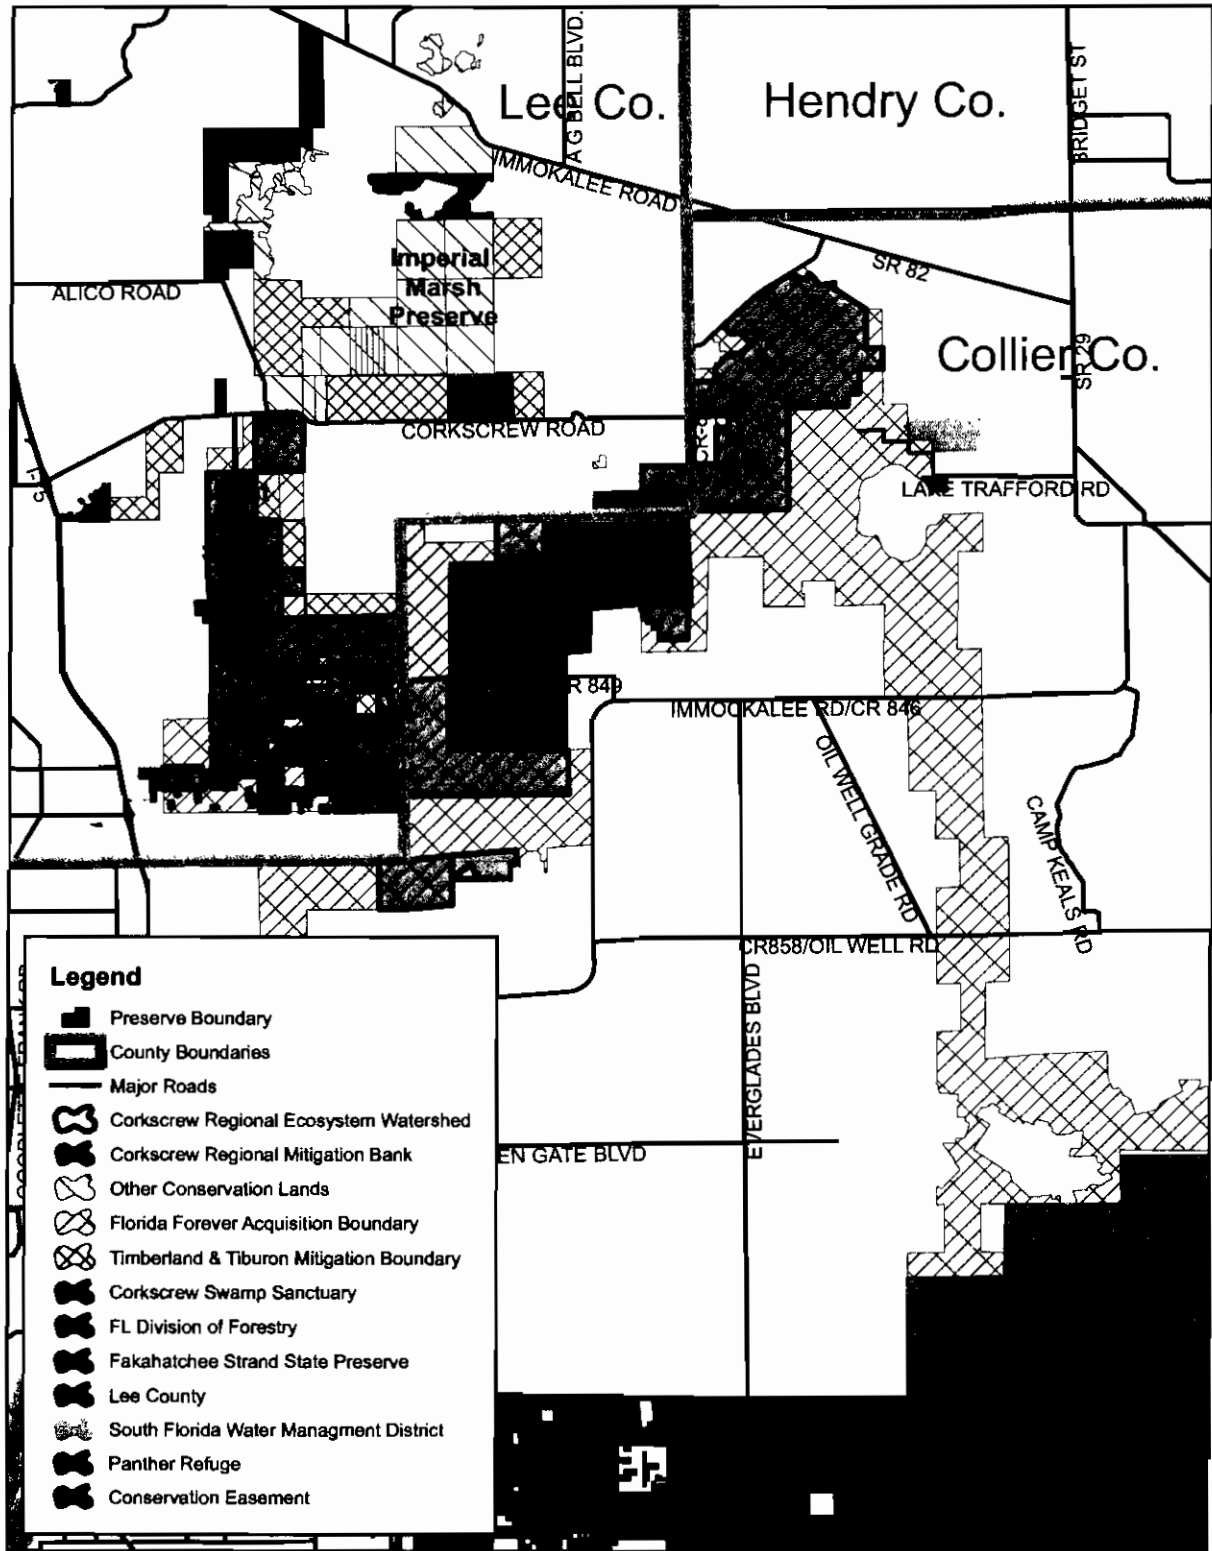 Lee Co.
Hendry Co.
A G BELL BLVD.
BRIDGET ST
IMMOKALEE ROAD
SR 82
Imperial
Marsh
Preserve
ALICO ROAD
Collier Co.
SR 29
CORKSCREW ROAD
LAKE TRAFFORD RD
R 849
IMMOCKALEE RD/CR 846
OIL WELL GRADE RD
CAMP KEALS RD
CR858/OIL WELL RD
EVERGLADES BLVD
EN GATE BLVD
Legend
Preserve Boundary
County Boundaries
Major Roads
Corkscrew Regional Ecosystem Watershed
Corkscrew Regional Mitigation Bank
Other Conservation Lands
Florida Forever Acquisition Boundary
Timberland & Tiburon Mitigation Boundary
Corkscrew Swamp Sanctuary
FL Division of Forestry
Fakahatchee Strand State Preserve
Lee County
South Florida Water Managment District
Panther Refuge
Conservation Easement